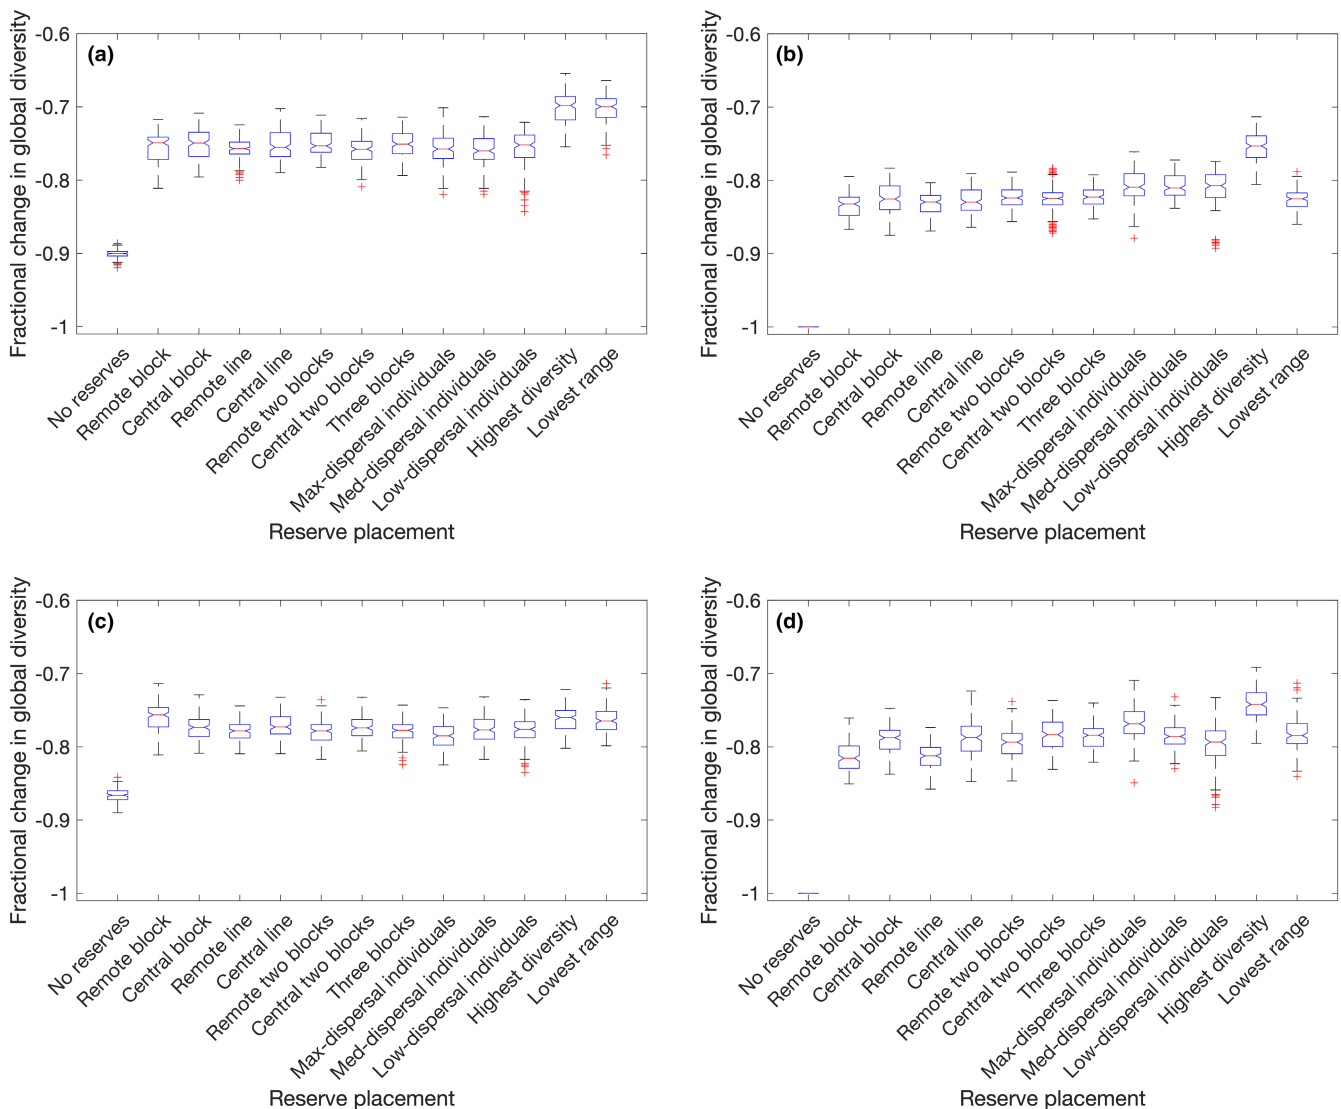 (a)
Fractional change in global diversity
-0.6
-0.7
-0.8
-0.9
-1
No reserves
Remote block
Central block
Remote line
Central line
Remote two blocks
Central two blocks
Three blocks
Max-dispersal individuals
Med-dispersal individuals
Low-dispersal individuals
Highest diversity
Lowest range
Reserve placement
(b)
Fractional change in global diversity
-0.6
-0.7
-0.8
-0.9
-1
No reserves
Remote block
Central block
Remote line
Central line
Remote two blocks
Central two blocks
Three blocks
Max-dispersal individuals
Med-dispersal individuals
Low-dispersal individuals
Highest diversity
Lowest range
Reserve placement
(c)
Fractional change in global diversity
-0.6
-0.7
-0.8
-0.9
-1
No reserves
Remote block
Central block
Remote line
Central line
Remote two blocks
Central two blocks
Three blocks
Max-dispersal individuals
Med-dispersal individuals
Low-dispersal individuals
Highest diversity
Lowest range
Reserve placement
(d)
Fractional change in global diversity
-0.6
-0.7
-0.8
-0.9
-1
No reserves
Remote block
Central block
Remote line
Central line
Remote two blocks
Central two blocks
Three blocks
Max-dispersal individuals
Med-dispersal individuals
Low-dispersal individuals
Highest diversity
Lowest range
Reserve placement